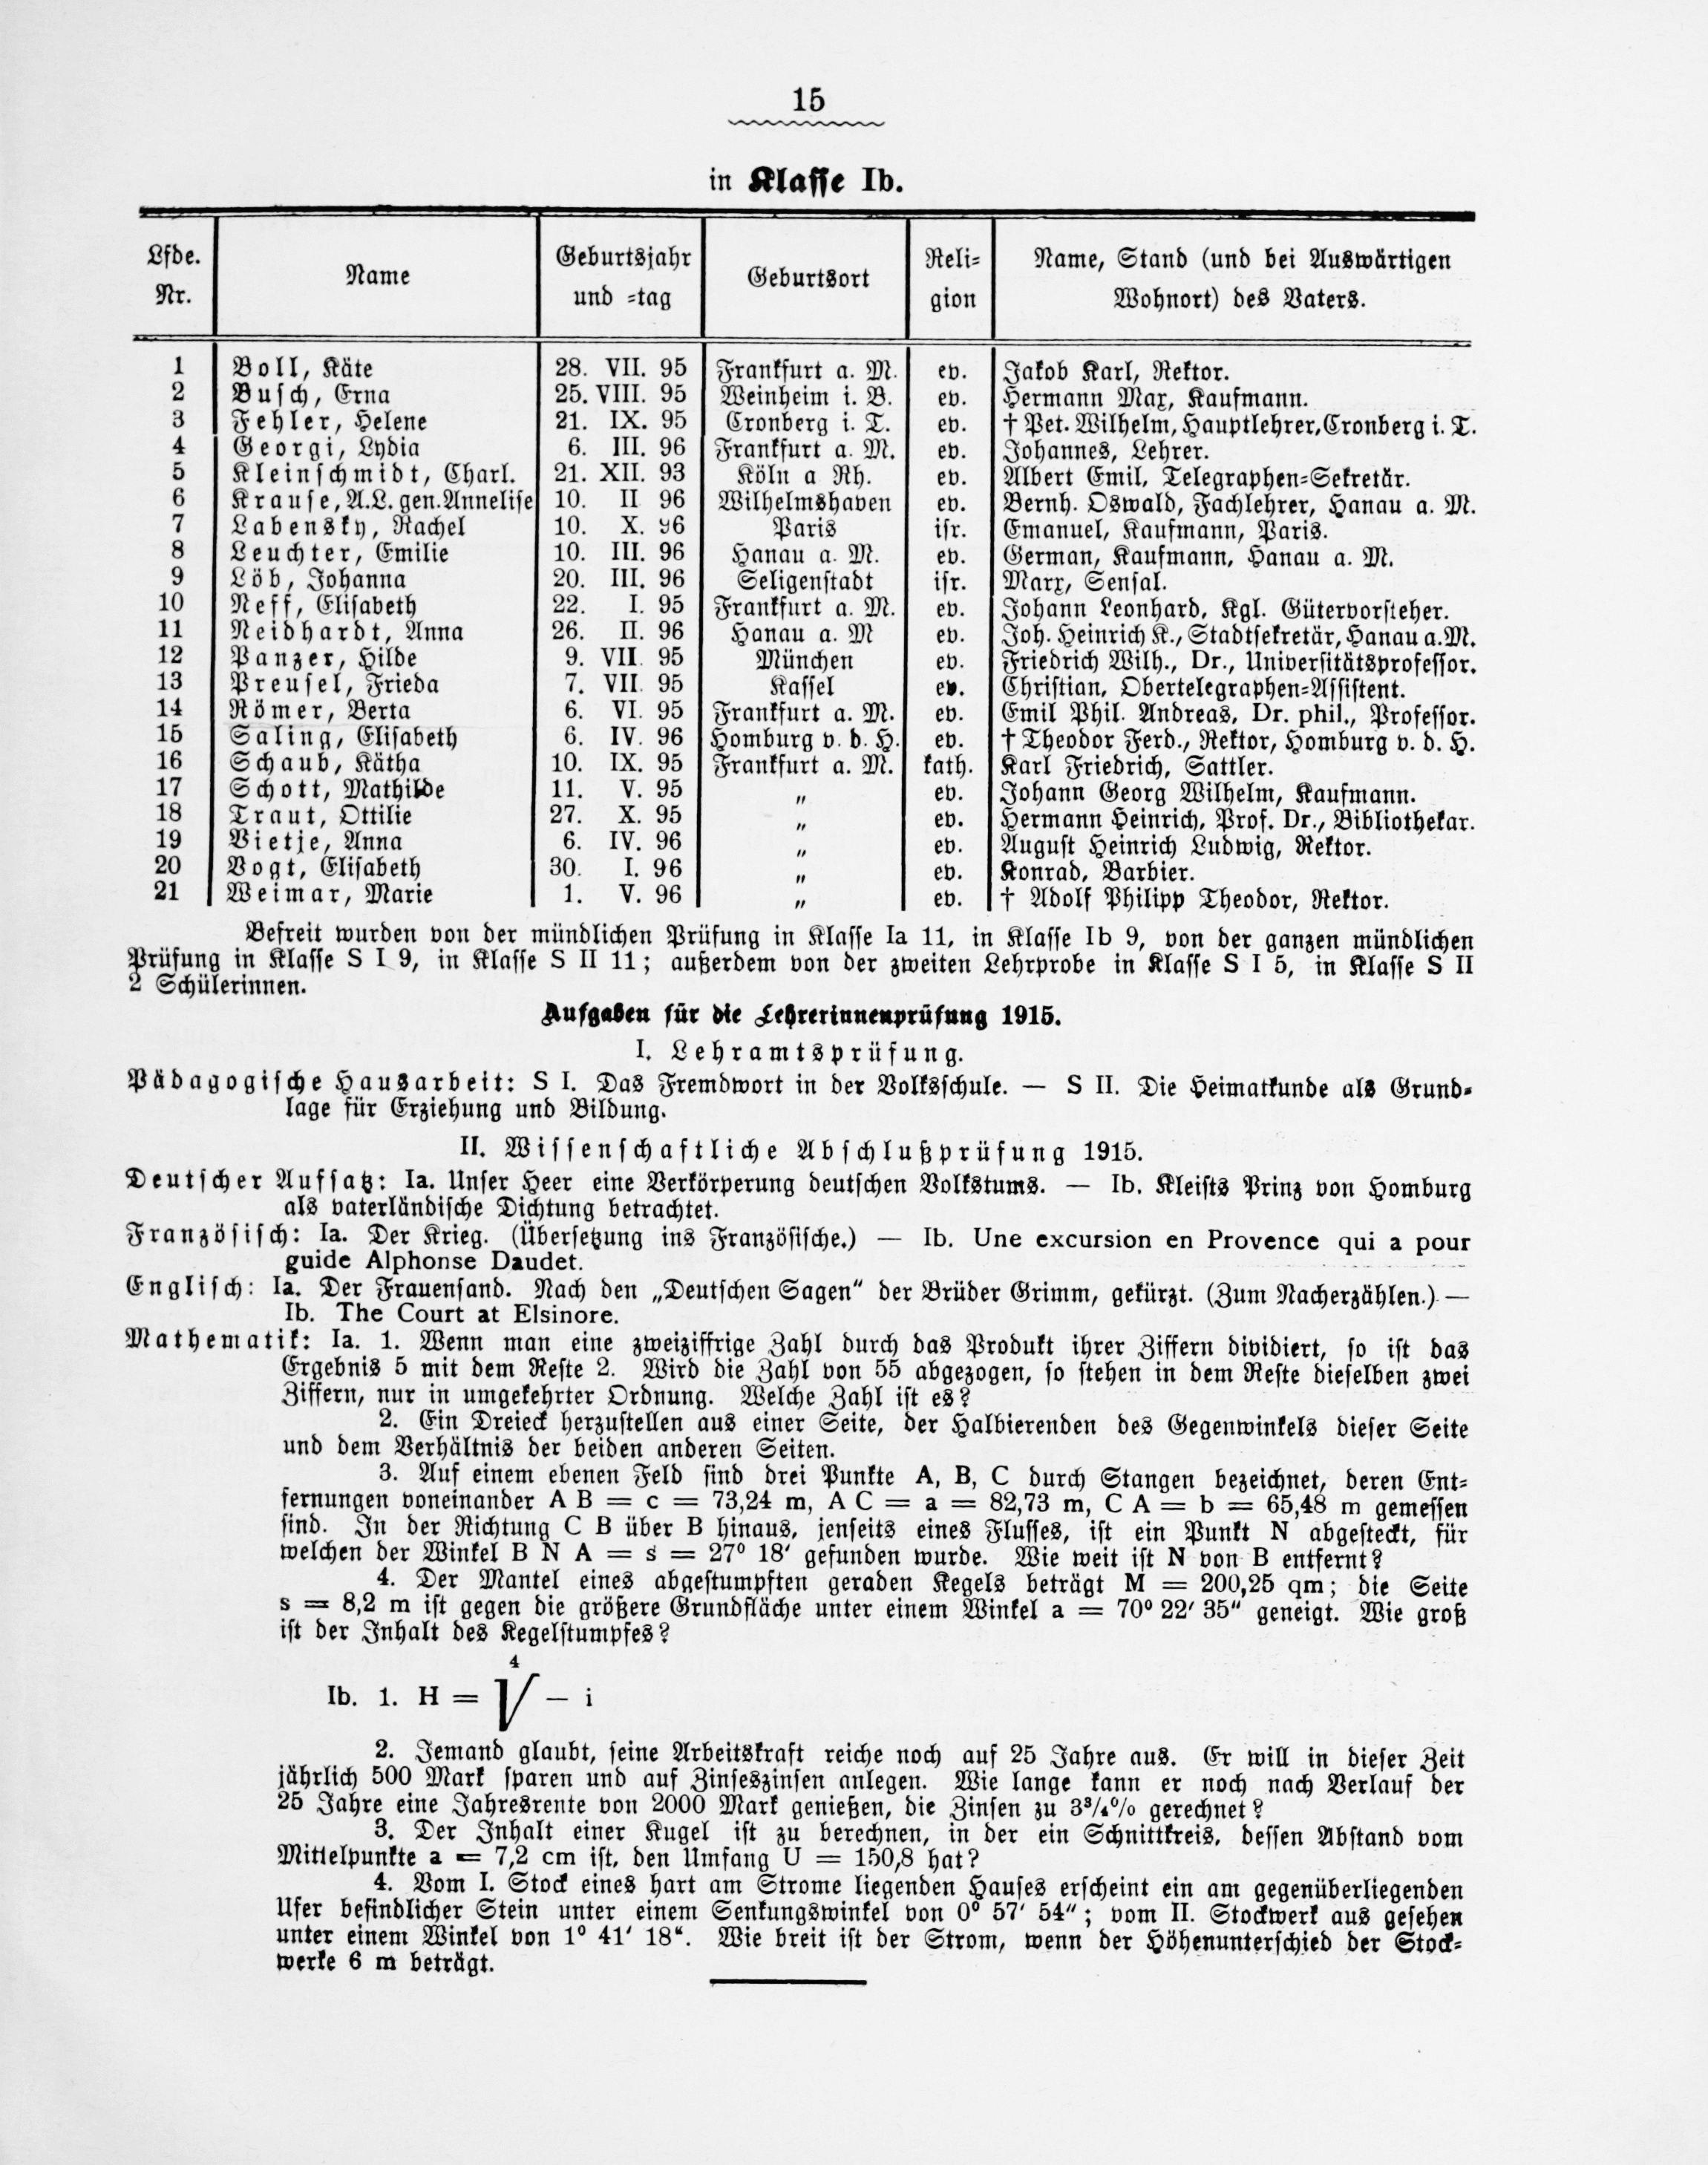 15
in Klasse Ib.
Lfde. Nr. | Name | Geburtsjahr und =tag | Geburtsort | Reli= gion | Name, Stand (und bei Auswärtigen Wohnort) des Vaters.
1 Boll, Käte 28. VII. 95 Frankfurt a. M. ev. Jakob Karl, Rektor.
2 Busch, Erna 25. VIII. 95 Weinheim i. B. ev. Hermann Max, Kaufmann.
3 Fehler, Helene 21. IX. 95 Cronberg i. T. ev. † Pet. Wilhelm, Hauptlehrer, Cronberg i. T.
4 Georgi, Lydia 6. III. 96 Frankfurt a. M. ev. Johannes, Lehrer.
5 Kleinschmidt, Charl. 21. XII. 93 Köln a Rh. ev. Albert Emil, Telegraphen=Sekretär.
6 Krause, A.L. gen. Annelise 10. II 96 Wilhelmshaven ev. Bernh. Oswald, Fachlehrer, Hanau a. M.
7 Labensky, Rachel 10. X. 96 Paris isr. Emanuel, Kaufmann, Paris.
8 Leuchter, Emilie 10. III. 96 Hanau a. M. ev. German, Kaufmann, Hanau a. M.
9 Löb, Johanna 20. III. 96 Seligenstadt isr. Marx, Sensal.
10 Neff, Elisabeth 22. I. 95 Frankfurt a. M. ev. Johann Leonhard, Kgl. Gütervorsteher.
11 Neidhardt, Anna 26. II. 96 Hanau a. M ev. Joh. Heinrich K., Stadtsekretär, Hanau a. M.
12 Panzer, Hilde 9. VII. 95 München ev. Friedrich Wilh., Dr., Universitätsprofessor.
13 Preusel, Frieda 7. VII. 95 Kassel ev. Christian, Obertelegraphen=Assistent.
14 Römer, Berta 6. VI. 95 Frankfurt a. M. ev. Emil Phil. Andreas, Dr. phil., Professor.
15 Saling, Elisabeth 6. IV. 96 Homburg v. d. H. ev. † Theodor Ferd., Rektor, Homburg v. d. H.
16 Schaub, Kätha 10. IX. 95 Frankfurt a. M. kath. Karl Friedrich, Sattler.
17 Schott, Mathilde 11. V. 95 „ ev. Johann Georg Wilhelm, Kaufmann.
18 Traut, Ottilie 27. X. 95 „ ev. Hermann Heinrich, Prof. Dr., Bibliothekar.
19 Vietje, Anna 6. IV. 96 „ ev. August Heinrich Ludwig, Rektor.
20 Vogt, Elisabeth 30. I. 96 „ ev. Konrad, Barbier.
21 Weimar, Marie 1. V. 96 „ ev. † Adolf Philipp Theodor, Rektor.
Befreit wurden von der mündlichen Prüfung in Klasse Ia 11, in Klasse Ib 9, von der ganzen mündlichen
Prüfung in Klasse S I 9, in Klasse S II 11; außerdem von der zweiten Lehrprobe in Klasse S I 5, in Klasse S II
2 Schülerinnen.
Aufgaben für die Lehrerinnenprüfung 1915.
I. Lehramtsprüfung.
Pädagogische Hausarbeit: S I. Das Fremdwort in der Volksschule. — S II. Die Heimatkunde als Grund=
lage für Erziehung und Bildung.
II. Wissenschaftliche Abschlußprüfung 1915.
Deutscher Aufsatz: Ia. Unser Heer eine Verkörperung deutschen Volkstums. — Ib. Kleists Prinz von Homburg
als vaterländische Dichtung betrachtet.
Französisch: Ia. Der Krieg. (Übersetzung ins Französische.) — Ib. Une excursion en Provence qui a pour
guide Alphonse Daudet.
Englisch: Ia. Der Frauensand. Nach den „Deutschen Sagen“ der Brüder Grimm, gekürzt. (Zum Nacherzählen.) —
Ib. The Court at Elsinore.
Mathematik: Ia. 1. Wenn man eine zweiziffrige Zahl durch das Produkt ihrer Ziffern dividiert, so ist das
Ergebnis 5 mit dem Reste 2. Wird die Zahl von 55 abgezogen, so stehen in dem Reste dieselben zwei
Ziffern, nur in umgekehrter Ordnung. Welche Zahl ist es?
2. Ein Dreieck herzustellen aus einer Seite, der Halbierenden des Gegenwinkels dieser Seite
und dem Verhältnis der beiden anderen Seiten.
3. Auf einem ebenen Feld sind drei Punkte A, B, C durch Stangen bezeichnet, deren Ent=
fernungen voneinander A B = c = 73,24 m, A C = a = 82,73 m, C A = b = 65,48 m gemessen
sind. In der Richtung C B über B hinaus, jenseits eines Flusses, ist ein Punkt N abgesteckt, für
welchen der Winkel B N A = s = 27⁰ 18′ gefunden wurde. Wie weit ist N von B entfernt?
4. Der Mantel eines abgestumpften geraden Kegels beträgt M = 200,25 qm; die Seite
s = 8,2 m ist gegen die größere Grundfläche unter einem Winkel a = 70⁰ 22′ 35“ geneigt. Wie groß
ist der Inhalt des Kegelstumpfes?
Ib. 1. H = ⁴√ — i
2. Jemand glaubt, seine Arbeitskraft reiche noch auf 25 Jahre aus. Er will in dieser Zeit
jährlich 500 Mark sparen und auf Zinseszinsen anlegen. Wie lange kann er noch nach Verlauf der
25 Jahre eine Jahresrente von 2000 Mark genießen, die Zinsen zu 3³/₄% gerechnet?
3. Der Inhalt einer Kugel ist zu berechnen, in der ein Schnittkreis, dessen Abstand vom
Mittelpunkte a = 7,2 cm ist, den Umfang U = 150,8 hat?
4. Vom I. Stock eines hart am Strome liegenden Hauses erscheint ein am gegenüberliegenden
Ufer befindlicher Stein unter einem Senkungswinkel von 0⁰ 57′ 54“; vom II. Stockwerk aus gesehen
unter einem Winkel von 1⁰ 41′ 18“. Wie breit ist der Strom, wenn der Höhenunterschied der Stock=
werke 6 m beträgt.